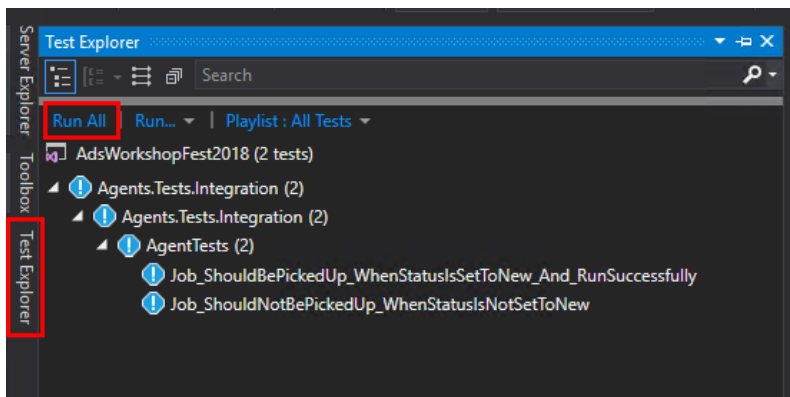 Server Explorer
Toolbox
Test Explorer
Test Explorer
Search
Run All | Run... | Playlist : All Tests
AdsWorkshopFest2018 (2 tests)
Agents.Tests.Integration (2)
Agents.Tests.Integration (2)
AgentTests (2)
Job_ShouldBePickedUp_WhenStatusIsSetToNew_And_RunSuccessfully
Job_ShouldNotBePickedUp_WhenStatusIsNotSetToNew